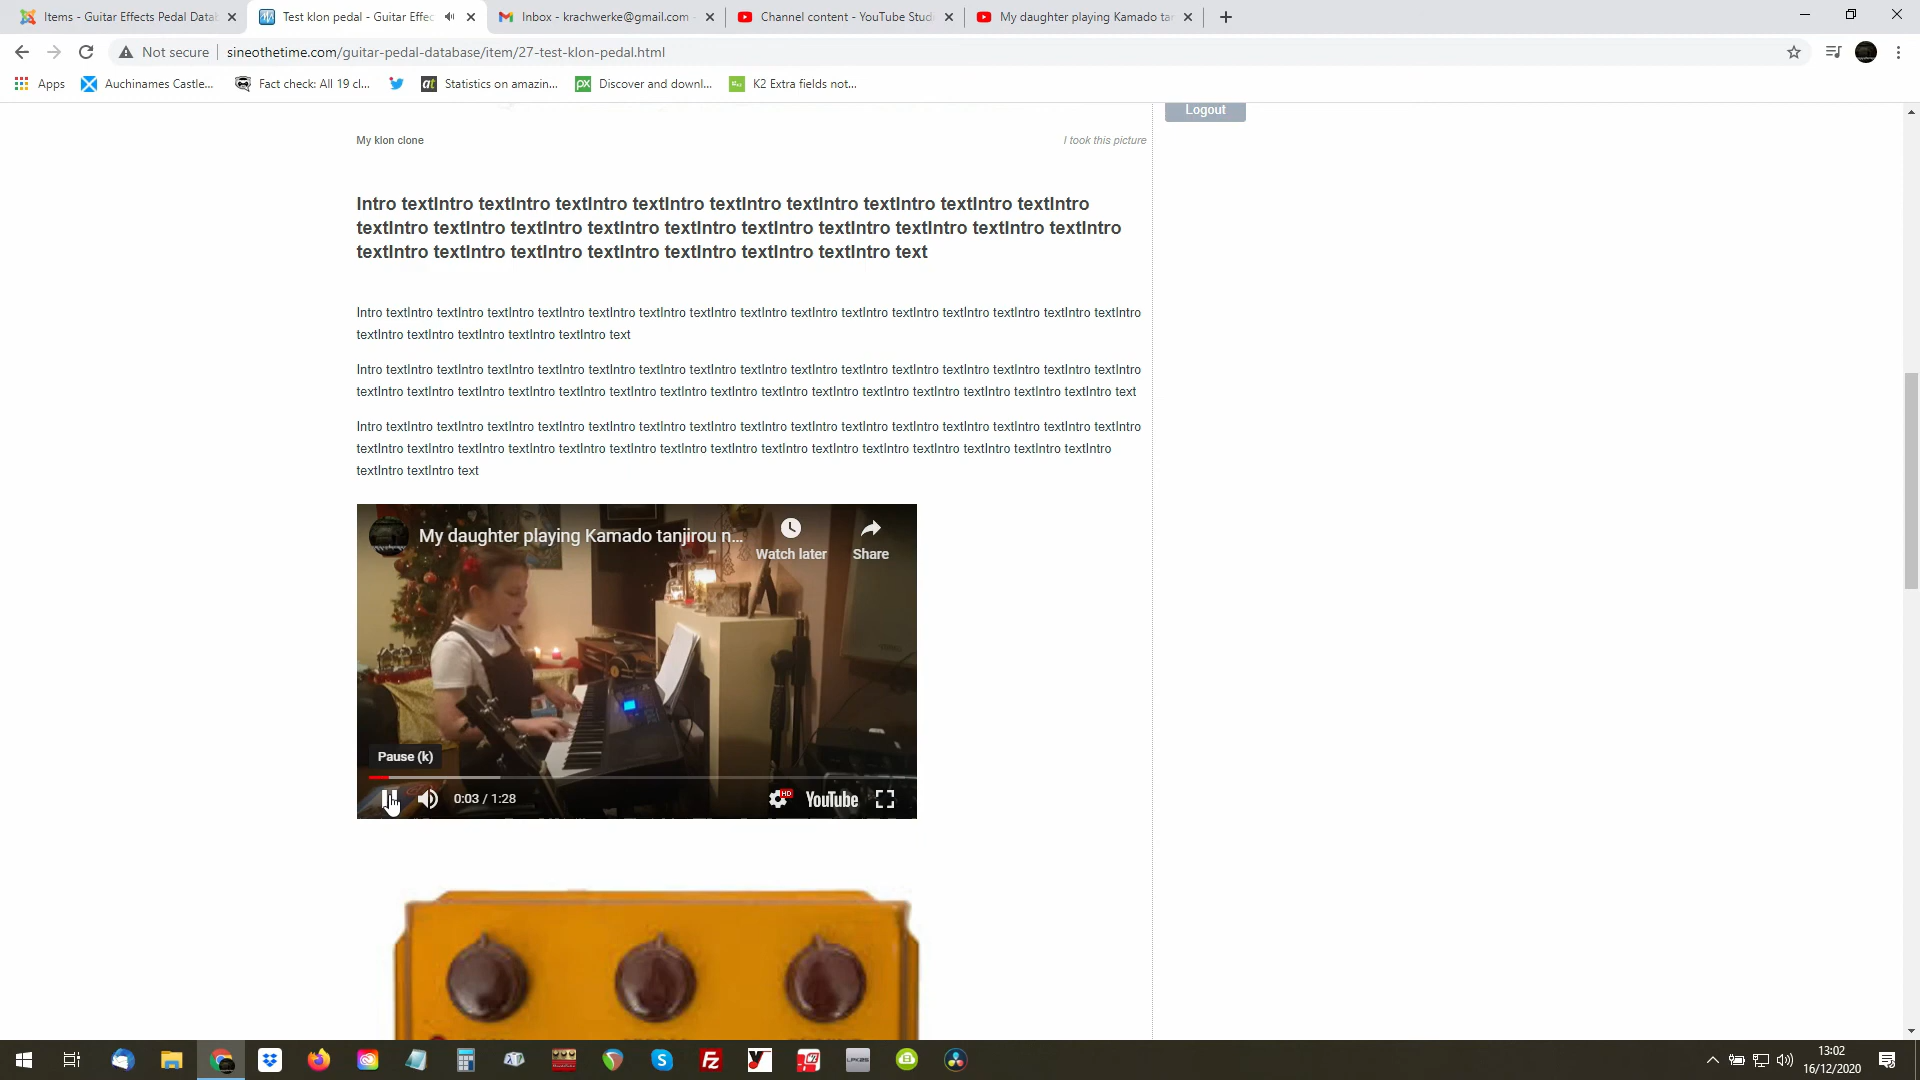 Items - Guitar Effects Pedal Datab
Test klon pedal - Guitar Effec
Inbox - krachwerke@gmail.com -
Channel content - YouTube Studi
My daughter playing Kamado tan
Not secure
sineothetime.com/guitar-pedal-database/item/27-test-klon-pedal.html
Apps
Auchinames Castle...
Fact check: All 19 cl...
at
Statistics on amazin...
px
Discover and downl...
K2 Extra fields not...
Logout
My klon clone
I took this picture
Intro textIntro textIntro textIntro textIntro textIntro textIntro textIntro textIntro textIntro
textIntro textIntro textIntro textIntro textIntro textIntro textIntro textIntro textIntro textIntro
textIntro textIntro textIntro textIntro textIntro textIntro textIntro text
Intro textIntro textIntro textIntro textIntro textIntro textIntro textIntro textIntro textIntro textIntro textIntro textIntro textIntro textIntro textIntro
textIntro textIntro textIntro textIntro textIntro text
Intro textIntro textIntro textIntro textIntro textIntro textIntro textIntro textIntro textIntro textIntro textIntro textIntro textIntro textIntro textIntro
textIntro textIntro textIntro textIntro textIntro textIntro textIntro textIntro textIntro textIntro textIntro textIntro textIntro textIntro textIntro text
Intro textIntro textIntro textIntro textIntro textIntro textIntro textIntro textIntro textIntro textIntro textIntro textIntro textIntro textIntro textIntro
textIntro textIntro textIntro textIntro textIntro textIntro textIntro textIntro textIntro textIntro textIntro textIntro textIntro textIntro textIntro
textIntro textIntro text
My daughter playing Kamado tanjirou n...
Watch later
Share
Pause (k)
0:03 / 1:28
HD
YouTube
13:02
16/12/2020